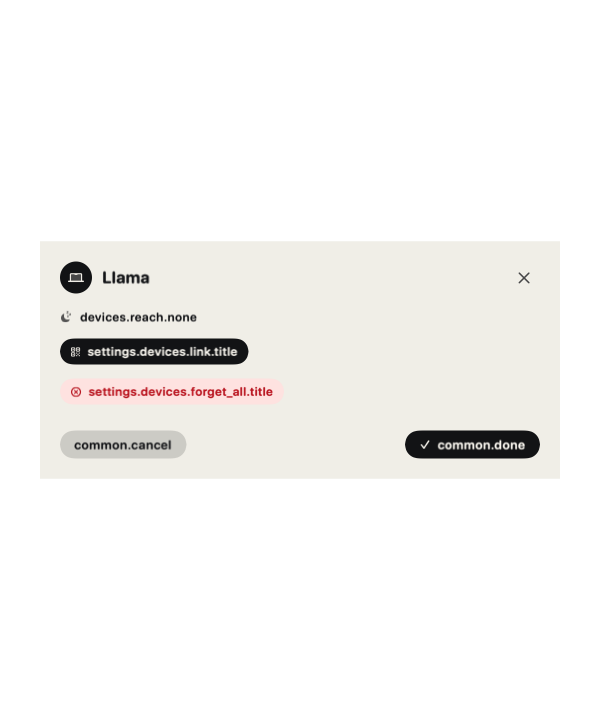 Llama
devices.reach.none
settings.devices.link.title
settings.devices.forget_all.title
common.cancel
common.done